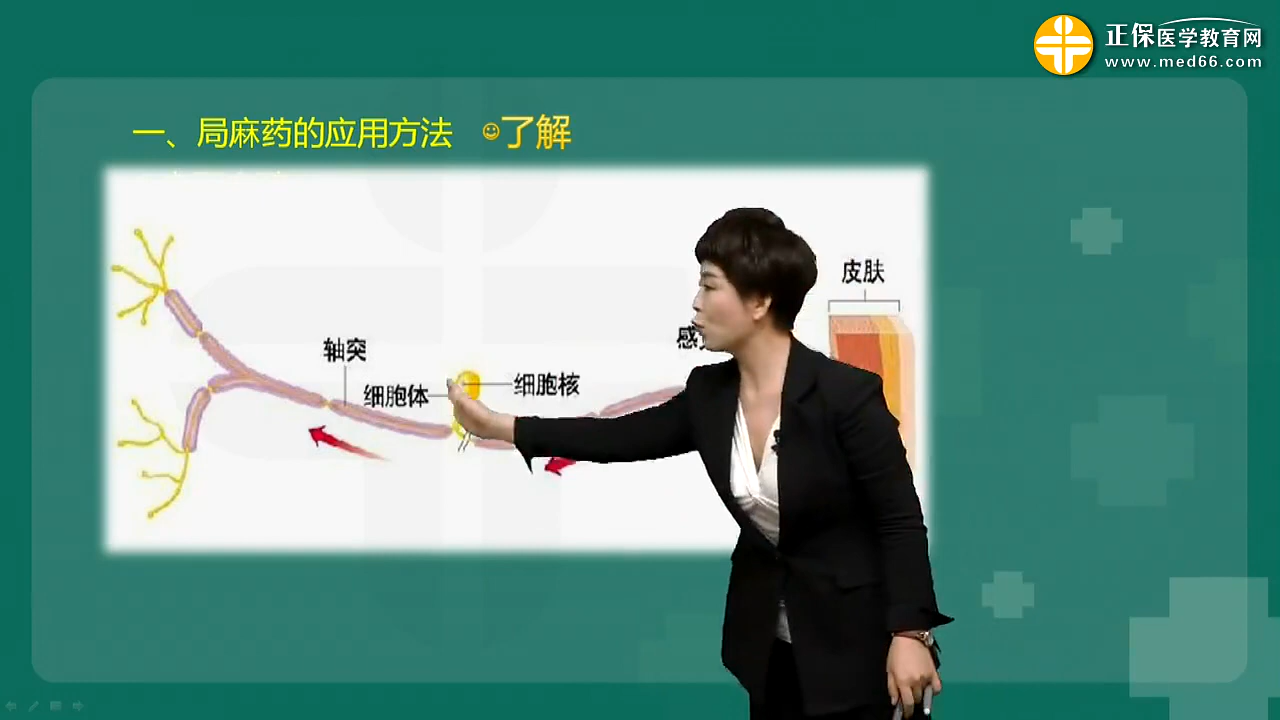 正保医学教育网
www.med66.com
一、局麻药的应用方法 了解
皮肤
轴突
感
细胞体
细胞核